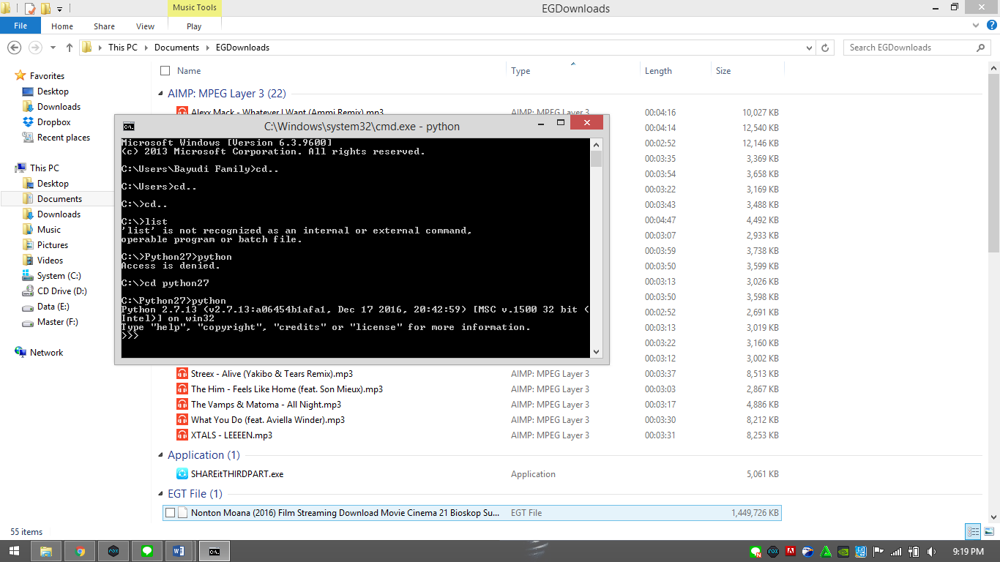 Music Tools
EGDownloads
File
Home
Share
View
Play
This PC
Documents
EGDownloads
Search EGDownloads
Favorites
Desktop
Downloads
Dropbox
Recent places
This PC
Desktop
Documents
Downloads
Music
Pictures
Videos
System (C:)
CD Drive (D:)
Data (E:)
Master (F:)
Network
Name Type Length Size
AIMP: MPEG Layer 3 (22)
Alexx Mack - Whatever I Want (Ammi Remix).mp3 AIMP: MPEG Layer 3 00:04:16 10,027 KB
00:04:14 12,540 KB
00:02:52 12,146 KB
00:03:35 3,369 KB
00:03:54 3,658 KB
00:03:22 3,169 KB
00:03:43 3,488 KB
00:04:47 4,492 KB
00:03:07 2,933 KB
00:03:59 3,738 KB
00:03:50 3,599 KB
00:03:13 3,026 KB
00:03:50 3,598 KB
00:02:52 2,691 KB
00:03:13 3,019 KB
00:03:22 3,160 KB
00:03:12 3,002 KB
Streex - Alive (Yakibo & Tears Remix).mp3 AIMP: MPEG Layer 3 00:03:37 8,513 KB
The Him - Feels Like Home (feat. Son Mieux).mp3 AIMP: MPEG Layer 3 00:03:03 2,867 KB
The Vamps & Matoma - All Night.mp3 AIMP: MPEG Layer 3 00:03:17 4,886 KB
What You Do (feat. Aviella Winder).mp3 AIMP: MPEG Layer 3 00:03:30 8,212 KB
XTALS - LEEEEN.mp3 AIMP: MPEG Layer 3 00:03:31 8,253 KB
Application (1)
SHAREitTHIRDPART.exe Application 5,061 KB
EGT File (1)
Nonton Moana (2016) Film Streaming Download Movie Cinema 21 Bioskop Su... EGT File 1,449,726 KB
C:\Windows\system32\cmd.exe - python
Microsoft Windows [Version 6.3.9600]
(c) 2013 Microsoft Corporation. All rights reserved.
C:\Users\Bayudi Family>cd..
C:\Users>cd..
C:\>cd..
C:\>list
'list' is not recognized as an internal or external command,
operable program or batch file.
C:\>Python27>python
Access is denied.
C:\>cd python27
C:\Python27>python
Python 2.7.13 (v2.7.13:a06454b1afa1, Dec 17 2016, 20:42:59) [MSC v.1500 32 bit (
Intel)] on win32
Type "help", "copyright", "credits" or "license" for more information.
>>>
55 items
9:19 PM